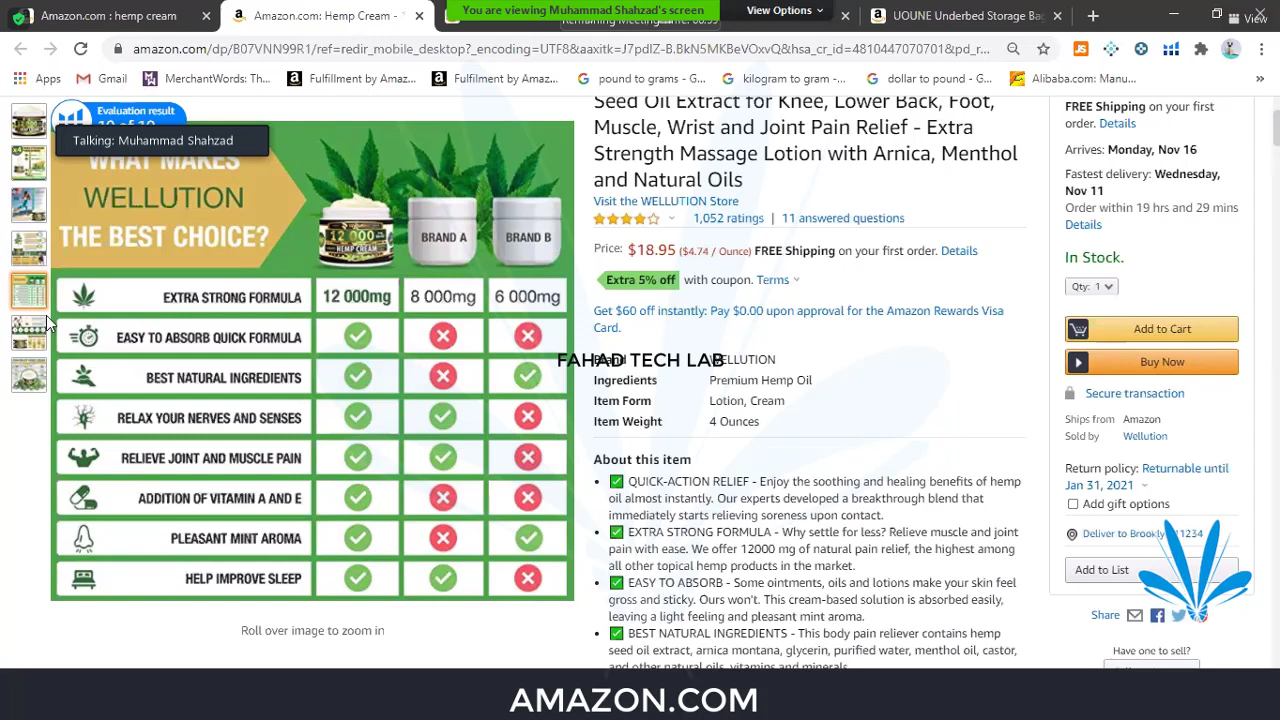 Amazon.com : hemp cream
Amazon.com: Hemp Cream -
You are viewing Muhammad Shahzad's screen
View Options
UOUNE Underbed Storage Bag
View
amazon.com/dp/B07VNN99R1/ref=redir_mobile_desktop?_encoding=UTF8&aaxitk=J7pdlZ-B.BkN5MKBeVOxvQ&hsa_cr_id=4810447070701&pd_r...
Apps
Gmail
MerchantWords: Th...
Fulfillment by Amaz...
Fulfilment by Amaz...
pound to grams - G...
kilogram to gram -...
dollar to pound - G...
Alibaba.com: Manu...
Evaluation result
Talking: Muhammad Shahzad
WHAT MAKES
WELLUTION
THE BEST CHOICE?
12 000
HEMP CREAM
BRAND A
BRAND B
EXTRA STRONG FORMULA 12 000mg 8 000mg 6 000mg
EASY TO ABSORB QUICK FORMULA
BEST NATURAL INGREDIENTS
RELAX YOUR NERVES AND SENSES
RELIEVE JOINT AND MUSCLE PAIN
ADDITION OF VITAMIN A AND E
PLEASANT MINT AROMA
HELP IMPROVE SLEEP
Roll over image to zoom in
Seed Oil Extract for Knee, Lower Back, Foot,
Muscle, Wrist and Joint Pain Relief - Extra
Strength Massage Lotion with Arnica, Menthol
and Natural Oils
Visit the WELLUTION Store
1,052 ratings | 11 answered questions
Price: $18.95 ($4.74 / Ounce) FREE Shipping on your first order. Details
Extra 5% off with coupon. Terms
Get $60 off instantly: Pay $0.00 upon approval for the Amazon Rewards Visa
Card.
FAHAD TECH LAB
WELLUTION
Ingredients Premium Hemp Oil
Item Form Lotion, Cream
Item Weight 4 Ounces
About this item
QUICK-ACTION RELIEF - Enjoy the soothing and healing benefits of hemp
oil almost instantly. Our experts developed a breakthrough blend that
immediately starts relieving soreness upon contact.
EXTRA STRONG FORMULA - Why settle for less? Relieve muscle and joint
pain with ease. We offer 12000 mg of natural pain relief, the highest among
all other topical hemp products in the market.
EASY TO ABSORB - Some ointments, oils and lotions make your skin feel
gross and sticky. Ours won't. This cream-based solution is absorbed easily,
leaving a light feeling and pleasant mint aroma.
BEST NATURAL INGREDIENTS - This body pain reliever contains hemp
seed oil extract, arnica montana, glycerin, purified water, menthol oil, castor,
and other natural oils, vitamins and minerals.
FREE Shipping on your first
order. Details
Arrives: Monday, Nov 16
Fastest delivery: Wednesday,
Nov 11
Order within 19 hrs and 29 mins
Details
In Stock.
Qty: 1
Add to Cart
Buy Now
Secure transaction
Ships from Amazon
Sold by Wellution
Return policy: Returnable until
Jan 31, 2021
Add gift options
Deliver to Brooklyn 11234
Add to List
Share
Have one to sell?
AMAZON.COM